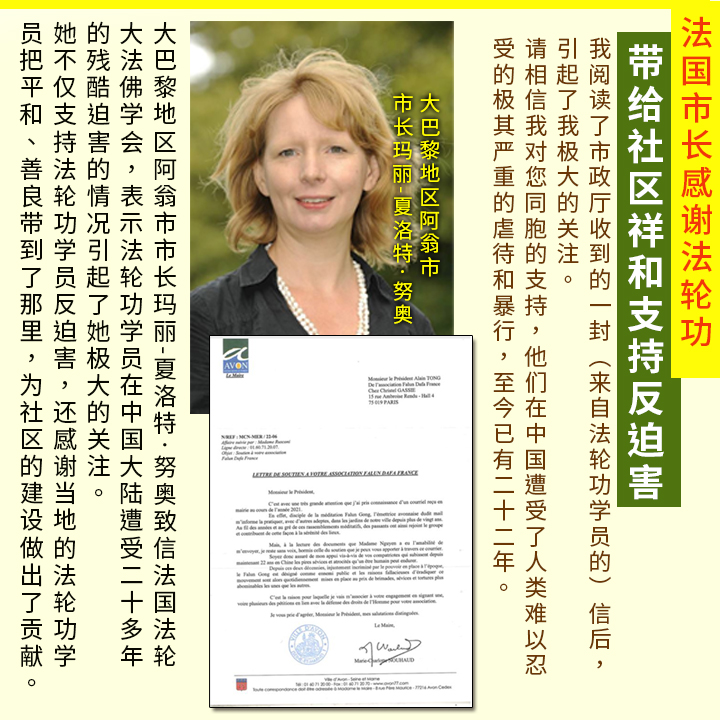 法国市长感谢法轮功
带给社区祥和支持反迫害
我阅读了市政厅收到的一封（来自法轮功学员的）信后，
引起了我极大的关注。
请相信我对您同胞的支持，他们在中国遭受了人类难以忍
受的极其严重的虐待和暴行，至今已有二十二年。
大巴黎地区阿翁市
市长玛丽-夏洛特·努奥
大巴黎地区阿翁市市长玛丽-夏洛特·努奥致信法国法轮
大法佛学会，表示法轮功学员在中国大陆遭受二十多年
的残酷迫害的情况引起了她极大的关注。
她不仅支持法轮功学员反迫害，还感谢当地的法轮功学
员把平和、善良带到了那里，为社区的建设做出了贡献。
AVON
Le Maire
Monsieur le Président Alain TONG
De l'association Falun Dafa France
Chez Christel GASSIE
15 rue Ambroise Rendu - Hall 4
75 019 PARIS
N/REF : MCN-MER / 22-06
Objet : Soutien à votre association
Falun Dafa France
LETTRE DE SOUTIEN A VOTRE ASSOCIATION FALUN DAFA FRANCE
Monsieur le Président,
C'est avec une très grande attention que j'ai pris connaissance d'un courriel reçu en
mairie au cours de l'année 2021.
En effet, disciple de la méditation Falun Gong, l'émettrice avonnaise dudit mail
m'informe la pratiquer, avec d'autres adeptes, dans les jardins de notre ville depuis plus de vingt ans.
Au fil des années et au gré de ces rassemblements méditatifs, des passants ont ainsi rejoint le groupe
et contribuent de cette façon à la sérénité des lieux.
Mais, à la lecture des documents que Madame Nguyen a eu l'amabilité de
m'envoyer, je reste sans voix, hormis celle du soutien que je peux vous apporter à travers ce courrier.
Soyez donc assuré de mon appui vis-à-vis de vos compatriotes qui subissent depuis
maintenant 22 ans en Chine les pires sévices et atrocités qu'un être humain peut endurer.
Depuis ces deux décennies, injustement incriminé par le pouvoir en place à l'époque,
le Falun Gong est désigné comme ennemi public et les raisons fallacieuses d'éradiquer ce
mouvement sont alors quotidiennement mises en place au prix de brimades, sévices et tortures plus
abominables les unes que les autres.
C'est la raison pour laquelle je vais m'associer à votre engagement en signant une,
voire plusieurs de pétitions en lien avec la défense des droits de l'Homme pour votre association.
Je vous prie d'agréer, Monsieur le Président, mes salutations distinguées.
Le Maire,
Marie-Charlotte NOUHAUD
Ville d'Avon - Seine et Marne
Tél : 01 60 71 20 00 - Fax : 01 60 71 20 70 - www.avon77.com
Toute correspondance doit être adressée à Madame le Maire - 8 rue Père Maurice - 77216 Avon Cedex